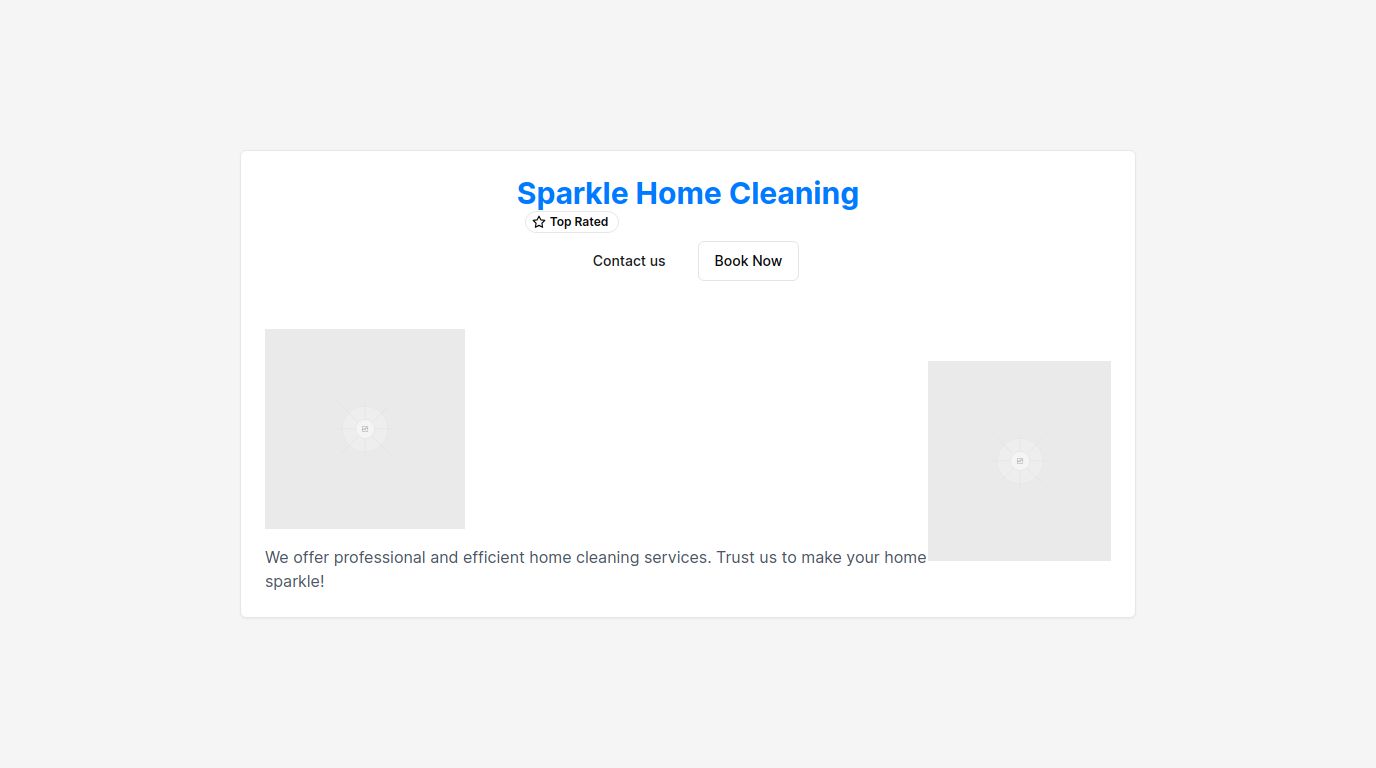 Sparkle Home Cleaning
Top Rated
Contact us
Book Now
We offer professional and efficient home cleaning services. Trust us to make your home
sparkle!